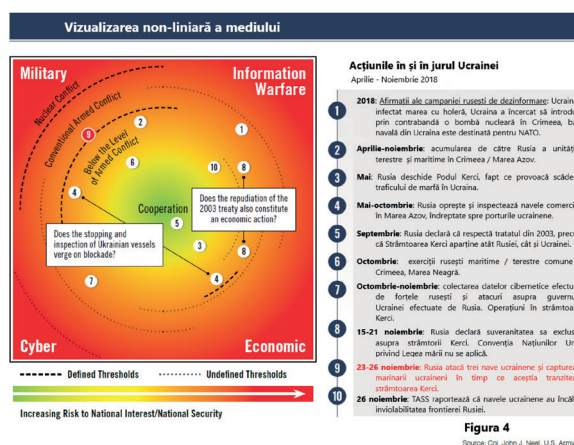 Vizualizarea non-liniară a mediului
Military
Information
Warfare
Nuclear Conflict
Conventional Armed Conflict
Below the Level
of Armed Conflict
Cooperation
1
2
3
4
4
5
6
7
8
8
9
10
Does the stopping and
inspection of Ukrainian vessels
verge on blockade?
Does the repudiation of the
2003 treaty also constitute
an economic action?
Cyber
Economic
Defined Thresholds
Undefined Thresholds
Increasing Risk to National Interest/National Security
Acțiunile în și în jurul Ucrainei
Aprilie - Noiembrie 2018
1
2018: Afirmații ale campaniei rusești de dezinformare: Ucraina
infectat marea cu holeră, Ucraina a încercat să introdu
prin contrabandă o bombă nucleară în Crimeea, ba
navală din Ucraina este destinată pentru NATO.
2
Aprilie-noiembrie: acumularea de către Rusia a unități
terestre și maritime în Crimeea / Marea Azov.
3
Mai: Rusia deschide Podul Kerci, fapt ce provoacă scăder
traficului de marfă în Ucraina.
4
Mai-octombrie: Rusia oprește și inspectează navele comerci
în Marea Azov, îndreptate spre porturile ucrainene.
5
Septembrie: Rusia declară că respectă tratatul din 2003, prec
că Strâmtoarea Kerci aparține atât Rusiei, cât și Ucrainei.
6
Octombrie: exerciții rusești maritime / terestre comune
Crimeea, Marea Neagră.
7
Octombrie-noiembrie: colectarea datelor cibernetice efectu
de forțele rusești și atacuri asupra guvernu
Ucrainei efectuate de Rusia. Operațiuni în strâmtoa
Kerci.
8
15-21 noiembrie: Rusia declară suveranitatea sa exclus
asupra strâmtorii Kerci. Convenția Națiunilor Un
privind Legea mării nu se aplică.
9
23-26 noiembrie: Rusia atacă trei nave ucrainene și capturea
marinarii ucraineni în timp ce aceștia tranzitea
strâmtoarea Kerci.
10
26 noiembrie: TASS raportează că navele ucrainene au încăl
inviolabilitatea frontierei Rusiei.
Figura 4
Source: Col. John J. Neal, U.S. Army